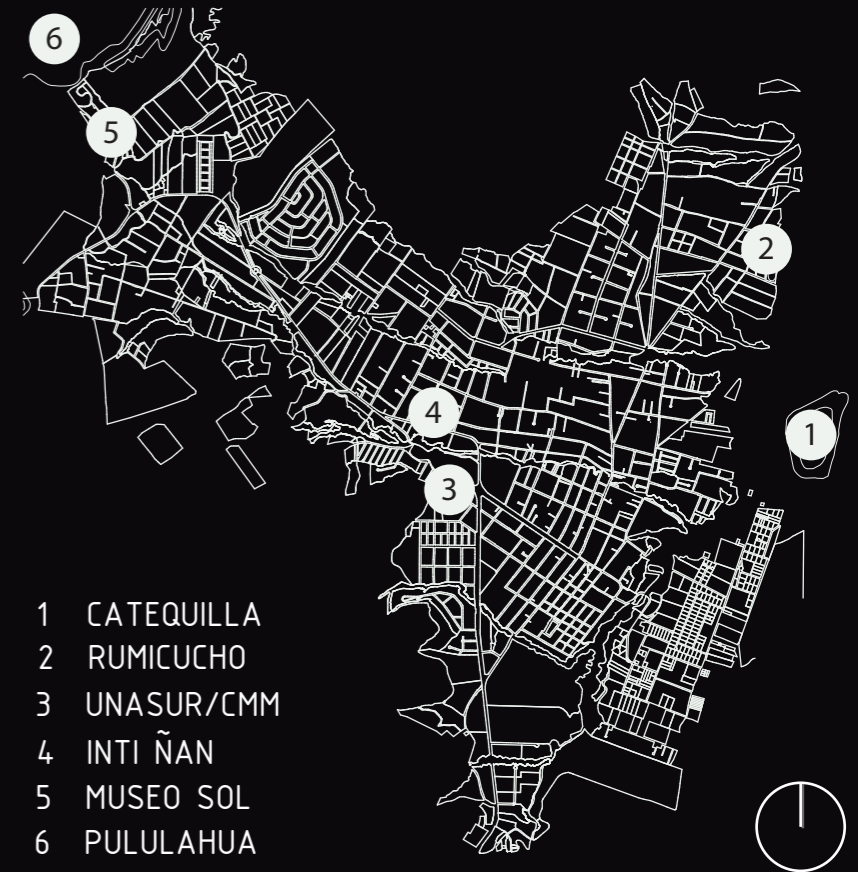 6
5
2
4
1
3
1 CATEQUILLA
2 RUMICUCHO
3 UNASUR/CMM
4 INTI ÑAN
5 MUSEO SOL
6 PULULAHUA